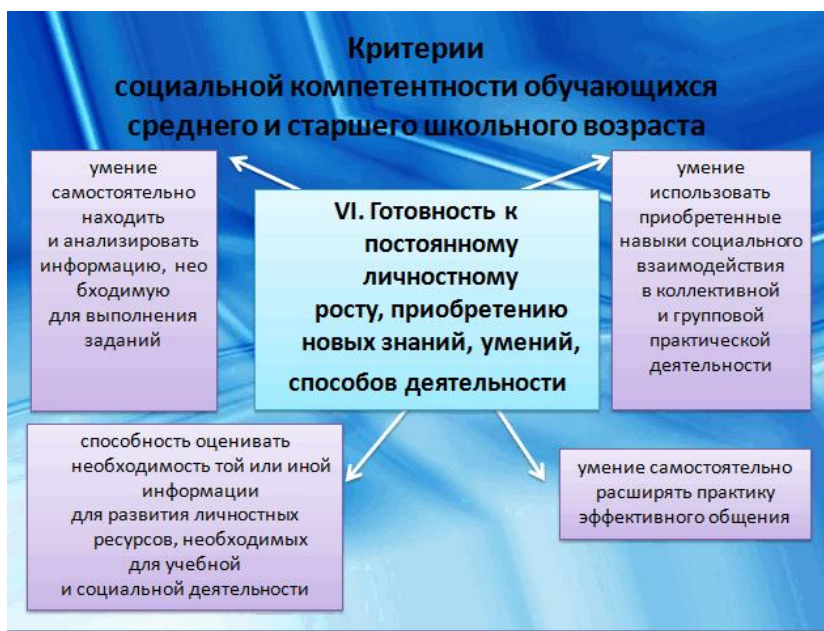 Критерии
социальной компетентности обучающихся
среднего и старшего школьного возраста
умение
самостоятельно
находить
и анализировать
информацию, нео
бходимую
для выполнения
заданий
VI. Готовность к
постоянному
личностному
росту, приобретению
новых знаний, умений,
способов деятельности
умение
использовать
приобретенные
навыки социального
взаимодействия
в коллективной
и групповой
практической
деятельности
способность оценивать
необходимость той или иной
информации
для развития личностных
ресурсов, необходимых
для учебной
и социальной деятельности
умение самостоятельно
расширять практику
эффективного общения